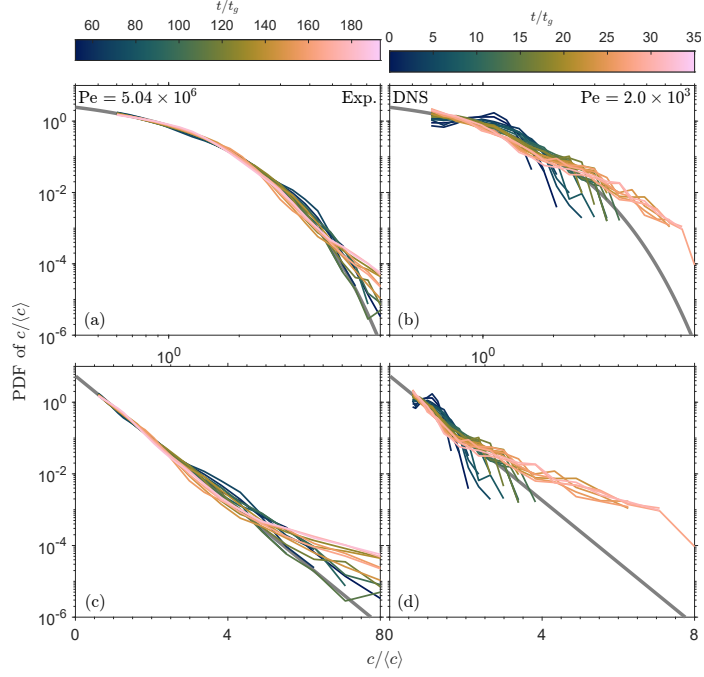 t/t_g
t/t_g
60 80 100 120 140 160 180
0 5 10 15 20 25 30 35
Pe = 5.04 × 10^6
Exp.
DNS
Pe = 2.0 × 10^3
10^0
10^-2
10^-4
10^-6
(a)
(b)
10^0
10^0
PDF of c/⟨c⟩
10^0
10^-2
10^-4
10^-6
(c)
(d)
0 4 8
0 4 8
c/⟨c⟩